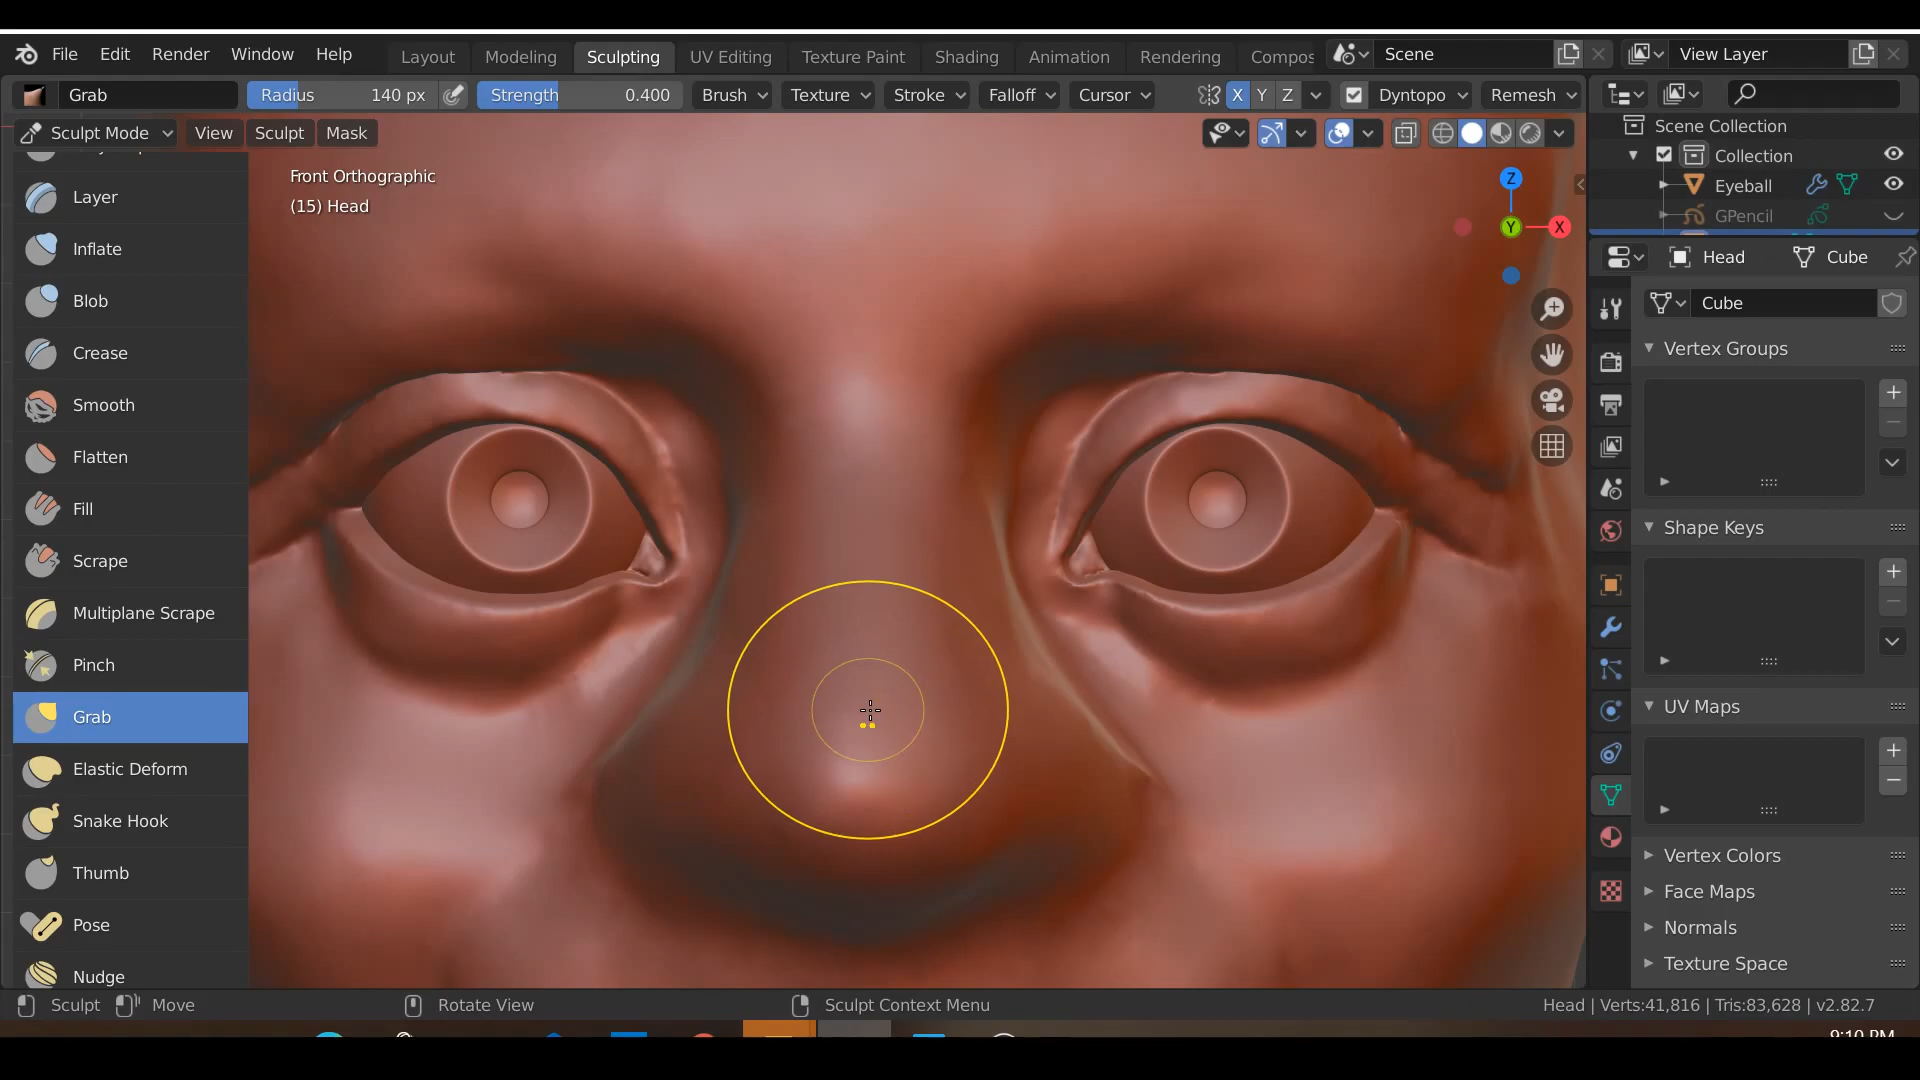 File Edit Render Window Help Layout Modeling Sculpting UV Editing Texture Paint Shading Animation Rendering Compos Scene View Layer
Grab Radius 140 px Strength 0.400 Brush Texture Stroke Falloff Cursor X Y Z Dyntopo Remesh
Sculpt Mode View Sculpt Mask
Front Orthographic
(15) Head
Layer
Inflate
Blob
Crease
Smooth
Flatten
Fill
Scrape
Multiplane Scrape
Pinch
Grab
Elastic Deform
Snake Hook
Thumb
Pose
Nudge
Z
Y X
Scene Collection
Collection
Eyeball
GPencil
Head Cube
Cube
Vertex Groups
Shape Keys
UV Maps
Vertex Colors
Face Maps
Normals
Texture Space
Sculpt Move Rotate View Sculpt Context Menu Head | Verts:41,816 | Tris:83,628 | v2.82.7
9:10 PM